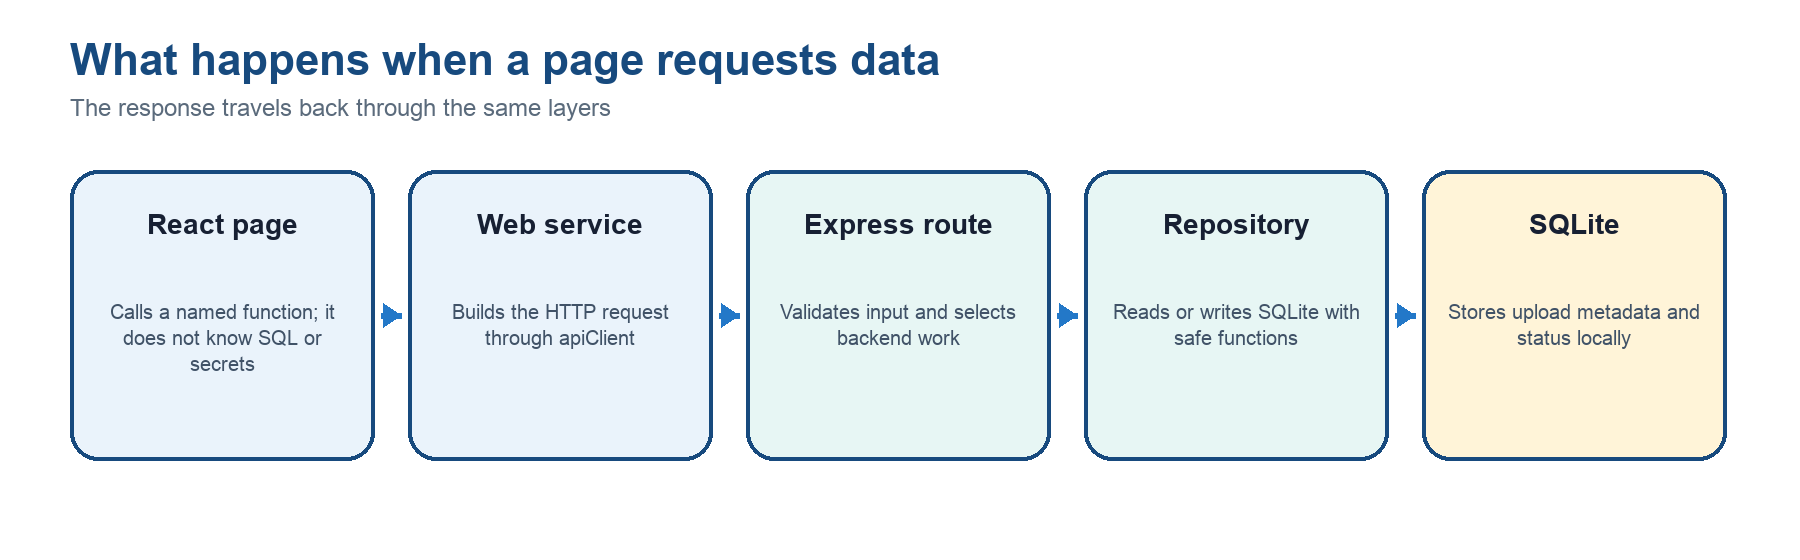 What happens when a page requests data
The response travels back through the same layers
React page
Calls a named function; it
does not know SQL or
secrets
Web service
Builds the HTTP request
through apiClient
Express route
Validates input and selects
backend work
Repository
Reads or writes SQLite with
safe functions
SQLite
Stores upload metadata and
status locally